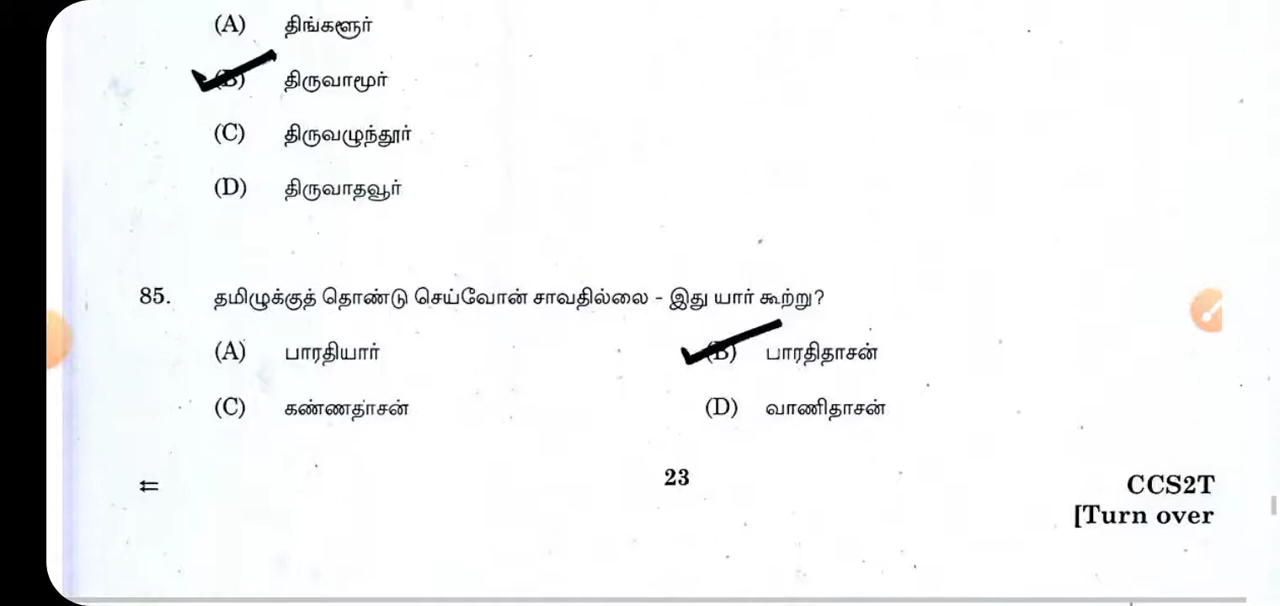 (A) திங்களூர்
(B) திருவாமூர்
(C) திருவழுந்தூர்
(D) திருவாதவூர்
85. தமிழுக்குத் தொண்டு செய்வோன் சாவதில்லை - இது யார் கூற்று?
(A) பாரதியார் (B) பாரதிதாசன்
(C) கண்ணதாசன் (D) வாணிதாசன்
⇇ 23 CCS2T
[Turn over